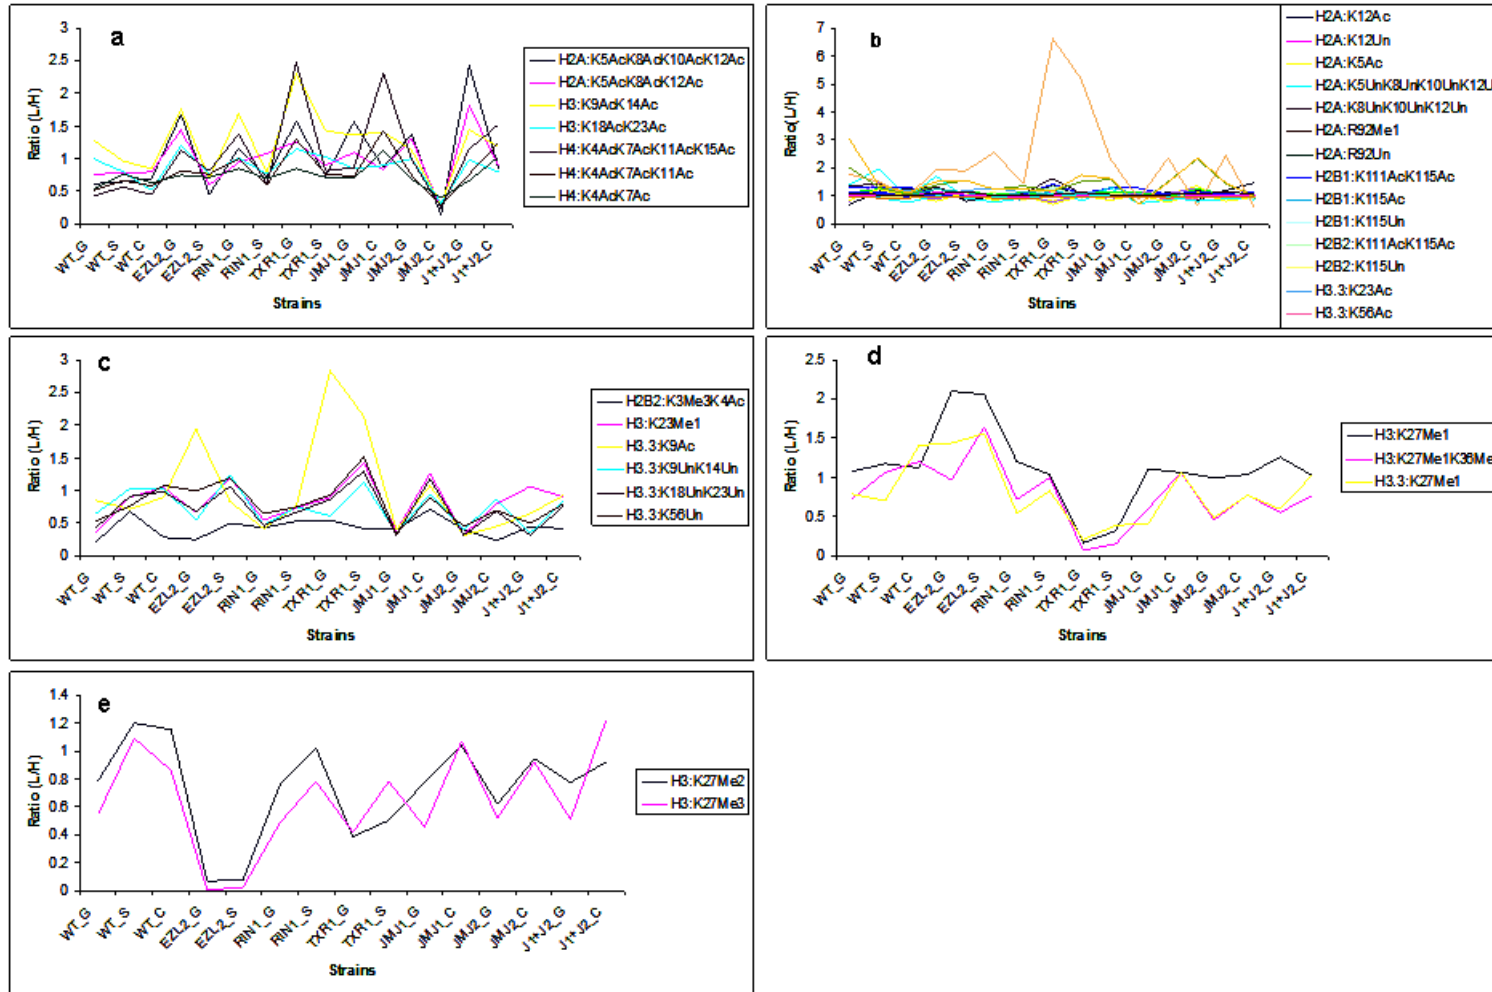 a
3
2.5
2
1.5
1
0.5
0
Ratio (L/H)
WT_G
WT_S
WT_C
EZL2_G
EZL2_S
RIN1_G
RIN1_S
TXR1_G
TXR1_S
JMJ1_G
JMJ1_C
JMJ2_G
JMJ2_C
J1+J2_G
J1+J2_C
Strains
H2A:K5AcK8AcK10AcK12Ac
H2A:K5AcK8AcK12Ac
H3:K9AcK14Ac
H3:K18AcK23Ac
H4:K4AcK7AcK11AcK15Ac
H4:K4AcK7AcK11Ac
H4:K4AcK7Ac
b
7
6
5
4
3
2
1
0
Ratio(L/H)
WT_G
WT_S
WT_C
EZL2_G
EZL2_S
RIN1_G
RIN1_S
TXR1_G
TXR1_S
JMJ1_G
JMJ1_C
JMJ2_G
JMJ2_C
J1+J2_G
J1+J2_C
Strains
H2A:K12Ac
H2A:K12Un
H2A:K5Ac
H2A:K5UnK8UnK10UnK12U
H2A:K8UnK10UnK12Un
H2A:R92Me1
H2A:R92Un
H2B1:K111AcK115Ac
H2B1:K115Ac
H2B1:K115Un
H2B2:K111AcK115Ac
H2B2:K115Un
H3.3:K23Ac
H3.3:K56Ac
c
3
2.5
2
1.5
1
0.5
0
Ratio (L/H)
WT_G
WT_S
WT_C
EZL2_G
EZL2_S
RIN1_G
RIN1_S
TXR1_G
TXR1_S
JMJ1_G
JMJ1_C
JMJ2_G
JMJ2_C
J1+J2_G
J1+J2_C
Strains
H2B2:K3Me3K4Ac
H3:K23Me1
H3.3:K9Ac
H3.3:K9UnK14Un
H3.3:K18UnK23Un
H3.3:K56Un
d
2.5
2
1.5
1
0.5
0
Ratio (L/H)
WT_G
WT_S
WT_C
EZL2_G
EZL2_S
RIN1_G
RIN1_S
TXR1_G
TXR1_S
JMJ1_G
JMJ1_C
JMJ2_G
JMJ2_C
J1+J2_G
J1+J2_C
Strains
H3:K27Me1
H3:K27Me1K36Me
H3.3:K27Me1
e
1.4
1.2
1
0.8
0.6
0.4
0.2
0
Ratio (L/H)
WT_G
WT_S
WT_C
EZL2_G
EZL2_S
RIN1_G
RIN1_S
TXR1_G
TXR1_S
JMJ1_G
JMJ1_C
JMJ2_G
JMJ2_C
J1+J2_G
J1+J2_C
Strains
H3:K27Me2
H3:K27Me3